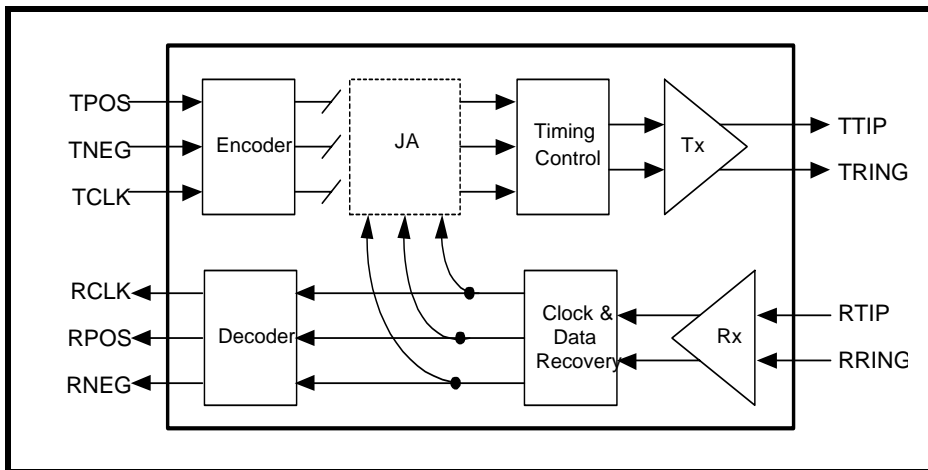 TPOS
TNEG
TCLK
Encoder
JA
Timing
Control
Tx
TTIP
TRING
RCLK
RPOS
RNEG
Decoder
Clock &
Data
Recovery
Rx
RTIP
RRING